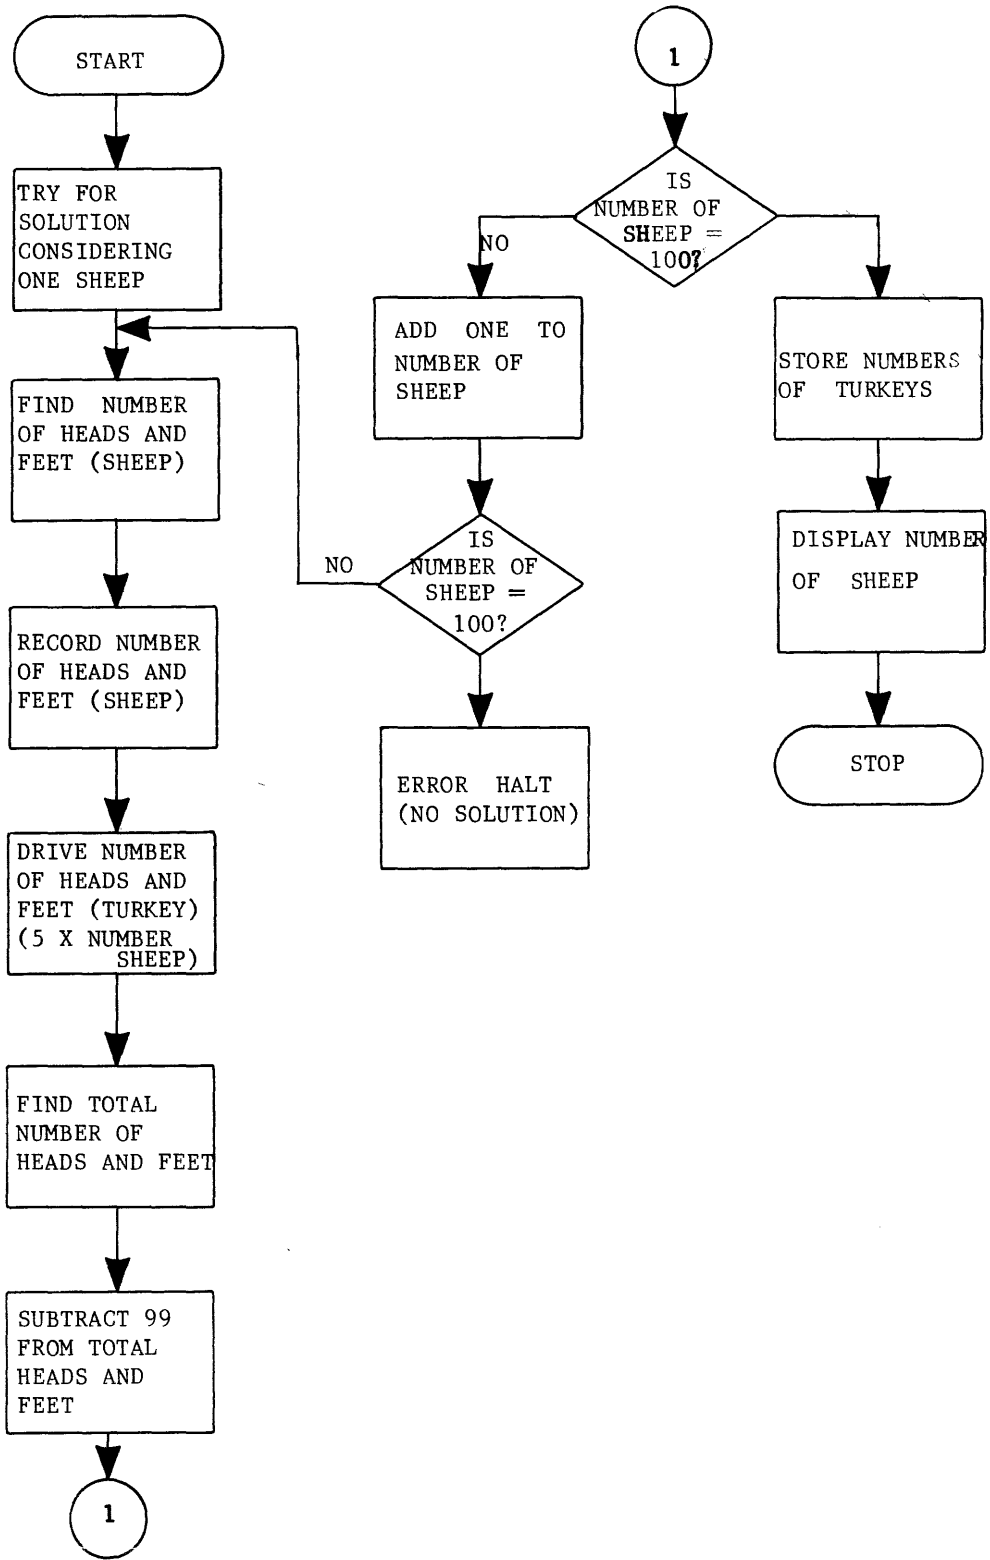 START
TRY FOR
SOLUTION
CONSIDERING
ONE SHEEP
FIND NUMBER
OF HEADS AND
FEET (SHEEP)
RECORD NUMBER
OF HEADS AND
FEET (SHEEP)
DRIVE NUMBER
OF HEADS AND
FEET (TURKEY)
(5 X NUMBER
SHEEP)
FIND TOTAL
NUMBER OF
HEADS AND FEET
SUBTRACT 99
FROM TOTAL
HEADS AND
FEET
1
1
IS
NUMBER OF
SHEEP =
100?
NO
ADD ONE TO
NUMBER OF
SHEEP
IS
NUMBER OF
SHEEP =
100?
NO
ERROR HALT
(NO SOLUTION)
STORE NUMBERS
OF TURKEYS
DISPLAY NUMBER
OF SHEEP
STOP